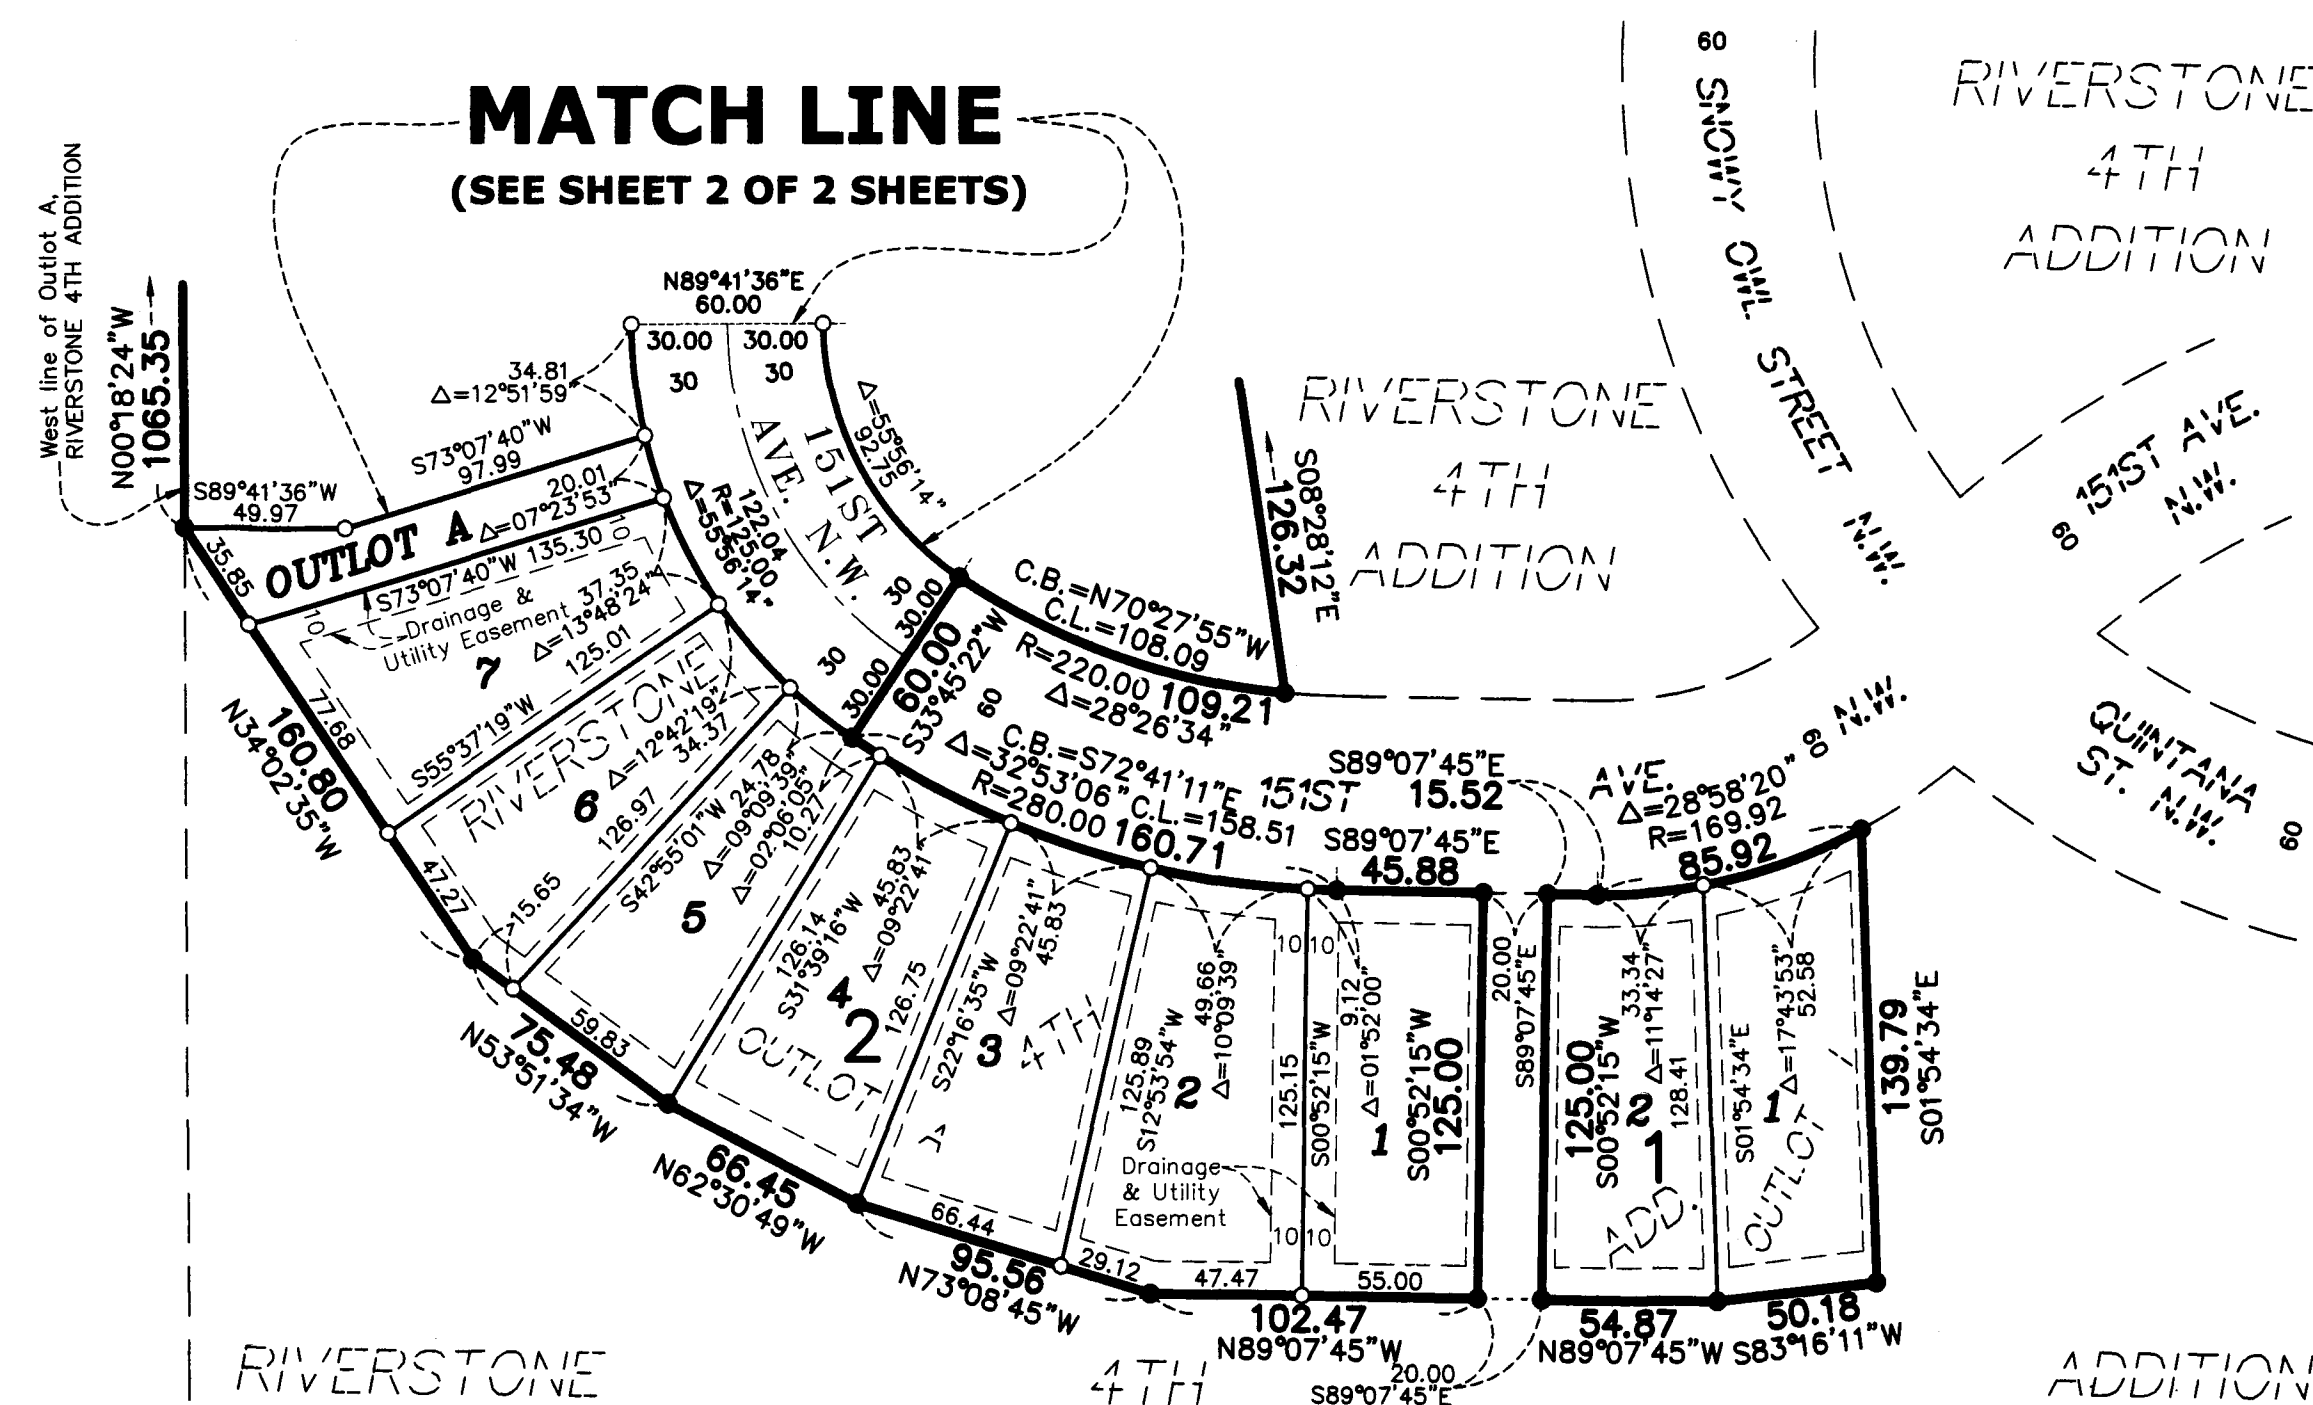 MATCH LINE
(SEE SHEET 2 OF 2 SHEETS)
60
SNOWY OWL STREET N.W.
RIVERSTONE
4TH
ADDITION
West line of Outlot A,
RIVERSTONE 4TH ADDITION
N00°18'24"W
1065.35
N89°41'36"E
60.00
30.00
30.00
30
30
34.81
Δ=12°51'59"
S73°07'40"W
97.99
S89°41'36"W
49.97
20.01
Δ=07°23'53"
OUTLOT A
35.85
S73°07'40"W 135.30
10
10
Drainage &
Utility Easement
37.35
Δ=13°48'24"
7
125.01
S55°37'19"W
77.68
160.80
N34°02'35"W
122.04
R=125.00
Δ=55°56'14"
151ST
AVE. N.W.
Δ=55°56'14"
92.75
30
30.00
30
30.00
60.00
S33°45'22"W
60
C.B.=N70°27'55"W
C.L.=108.09
R=220.00 109.21
Δ=28°26'34"
S08°28'12"E
126.32
RIVERSTONE
4TH
ADDITION
151ST AVE.
N.W.
60
QUINTANA
ST. N.W.
60
C.B.=S72°41'11"E
Δ=32°53'06" C.L.=158.51
R=280.00 160.71
151ST
AVE.
60 N.W.
S89°07'45"E
15.52
S89°07'45"E
45.88
Δ=28°58'20"
R=169.92
85.92
RIVERSTONE
6
Δ=12°42'19"
34.37
126.97
47.27
15.65
S42°55'01"W
24.78
Δ=09°09'39"
Δ=02°06'05"
10.27
5
59.83
75.48
N53°51'34"W
126.14
S31°39'16"W
45.83
Δ=09°22'41"
4
2
126.75
OUTLOT
A
66.45
N62°30'49"W
S22°16'35"W
Δ=09°22'41"
45.83
3
4TH
66.44
95.56
N73°08'45"W
29.12
125.89
S12°53'54"W
49.66
Δ=10°09'39"
2
10 10
125.15
S00°52'15"W
Drainage
& Utility
Easement
10 10
47.47
9.12
Δ=01°52'00"
1
S00°52'15"W
125.00
55.00
102.47
N89°07'45"W
20.00
S89°07'45"E
20.00
S89°07'45"E
125.00
S00°52'15"W
33.34
Δ=11°14'27"
2
1
128.41
ADD.
S01°54'34"E
Δ=17°43'53"
52.58
1
OUTLOT
139.79
S01°54'34"E
54.87
N89°07'45"W
50.18
S83°16'11"W
RIVERSTONE
4TH
ADDITION